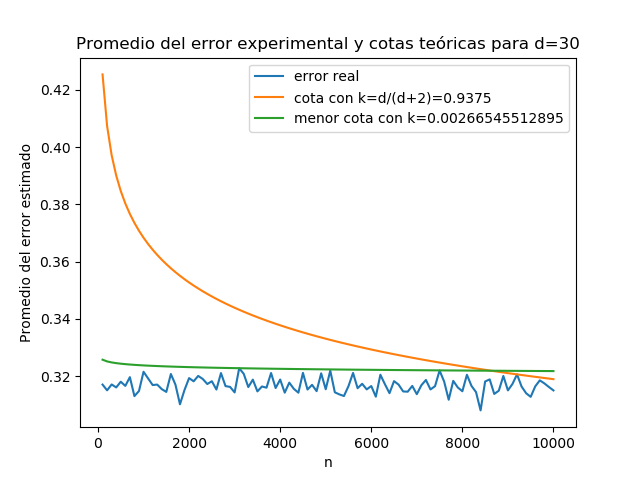 Promedio del error experimental y cotas teóricas para d=30
error real
cota con k=d/(d+2)=0.9375
menor cota con k=0.00266545512895
Promedio del error estimado
0.42
0.40
0.38
0.36
0.34
0.32
0
2000
4000
6000
8000
10000
n